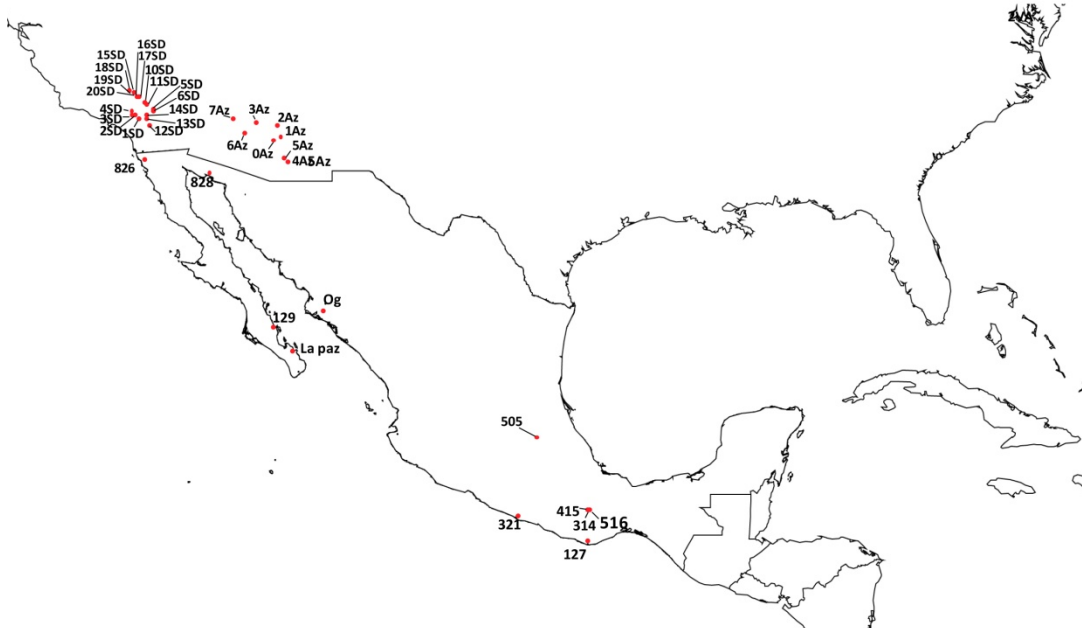 16SD
15SD 17SD
18SD 10SD
19SD 11SD 5SD
20SD 6SD
4SD 14SD
3SD 13SD
2SD 12SD
1SD
7Az 3Az 2Az
1Az
6Az 0Az 5Az
826
828
Og
129
La paz
505
415 516
321 314
127